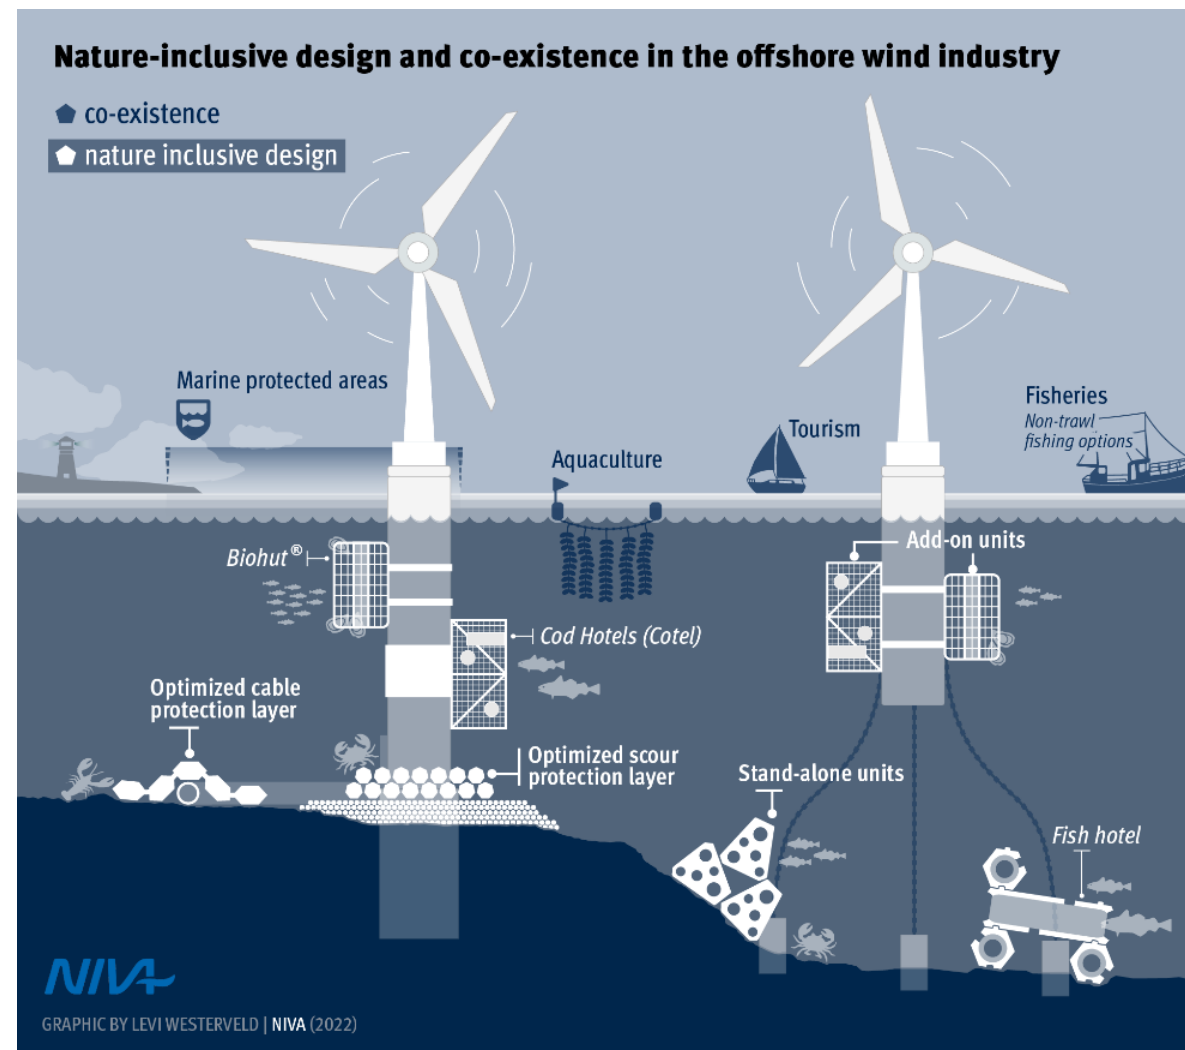 Nature-inclusive design and co-existence in the offshore wind industry
co-existence
nature inclusive design
Marine protected areas
Aquaculture
Tourism
Fisheries
Non-trawl
fishing options
Biohut®
Add-on units
Cod Hotels (Cotel)
Optimized cable
protection layer
Optimized scour
protection layer
Stand-alone units
Fish hotel
NIVA
GRAPHIC BY LEVI WESTERVELD | NIVA (2022)